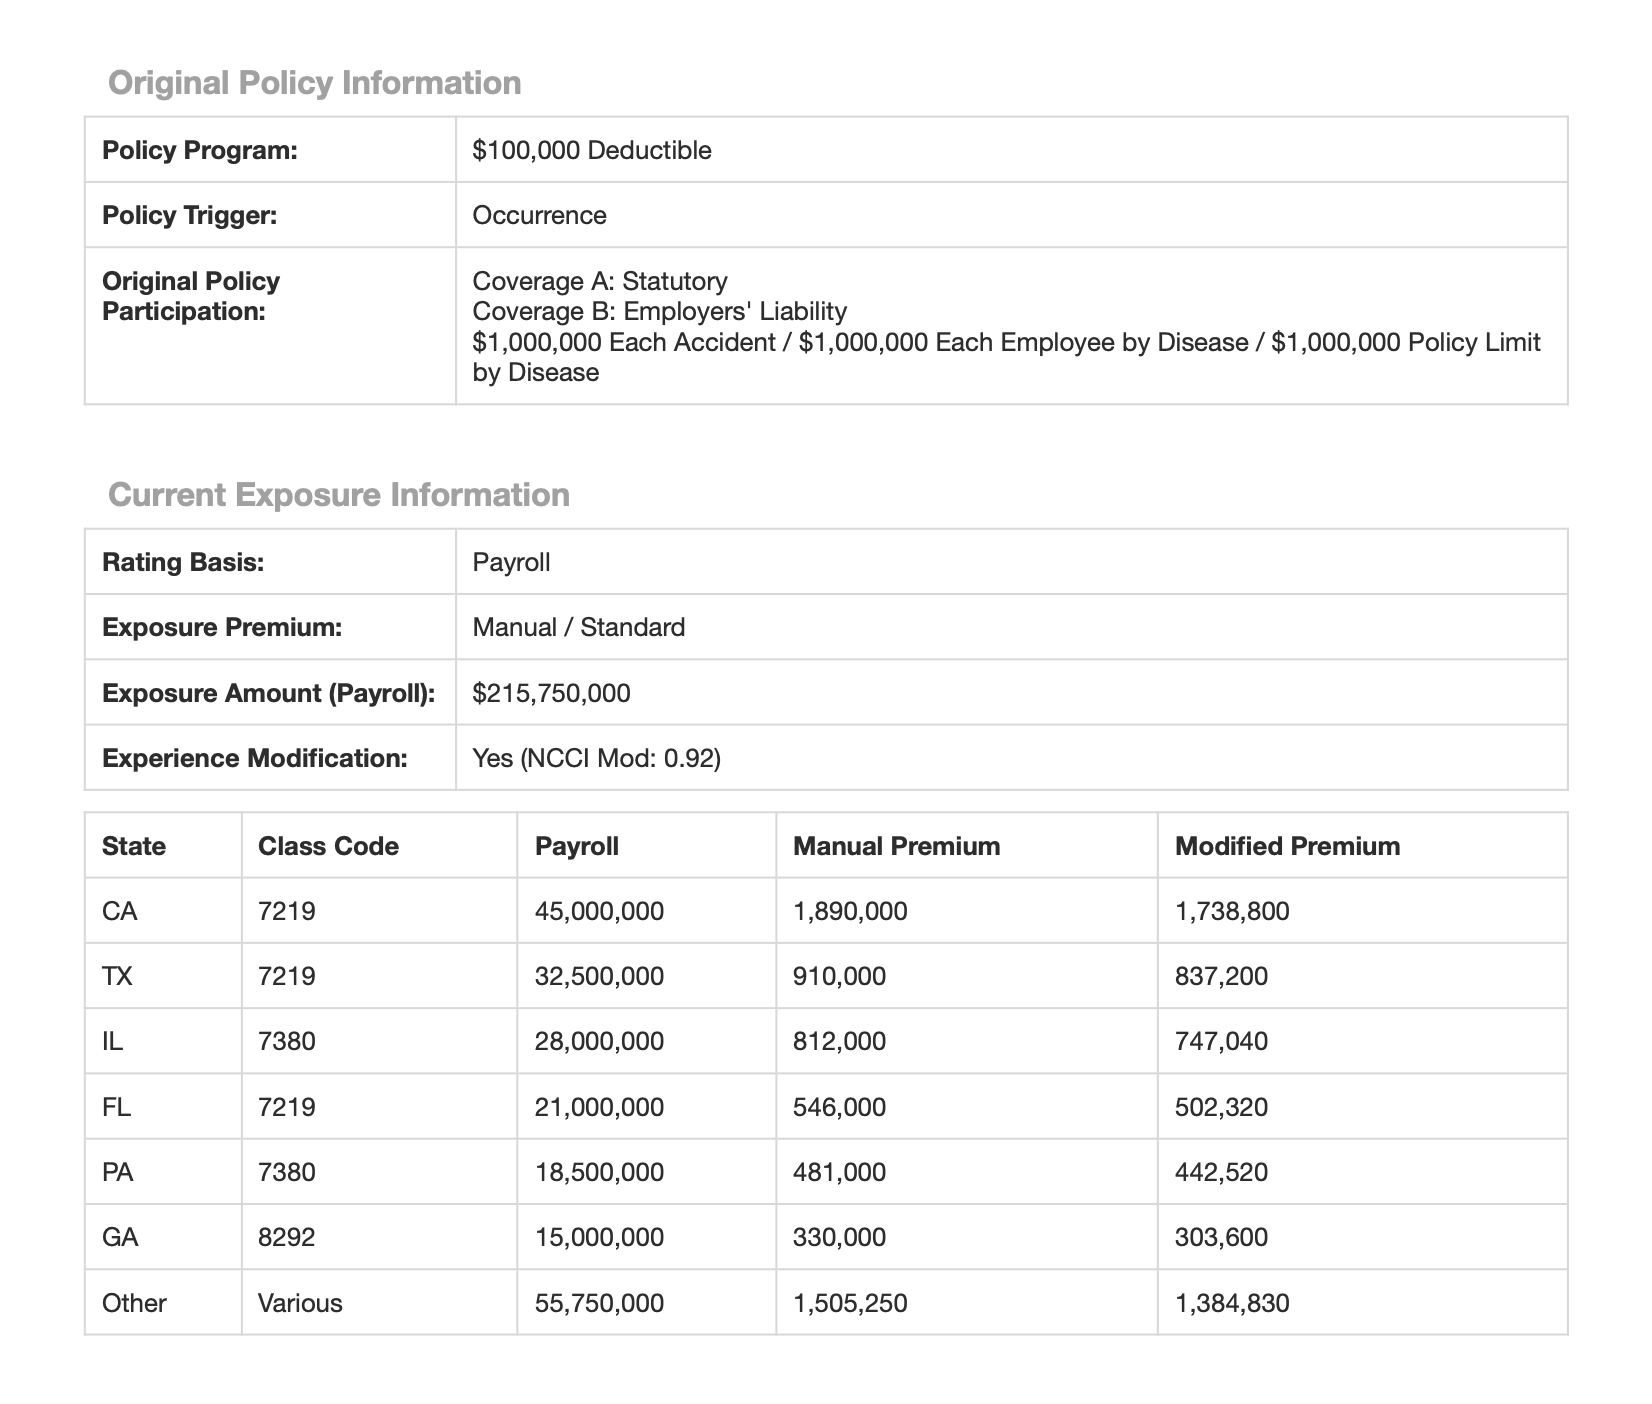 Original Policy Information
Policy Program: $100,000 Deductible
Policy Trigger: Occurrence
Original Policy Participation: Coverage A: Statutory
Coverage B: Employers' Liability
$1,000,000 Each Accident / $1,000,000 Each Employee by Disease / $1,000,000 Policy Limit
by Disease
Current Exposure Information
Rating Basis: Payroll
Exposure Premium: Manual / Standard
Exposure Amount (Payroll): $215,750,000
Experience Modification: Yes (NCCI Mod: 0.92)
State Class Code Payroll Manual Premium Modified Premium
CA 7219 45,000,000 1,890,000 1,738,800
TX 7219 32,500,000 910,000 837,200
IL 7380 28,000,000 812,000 747,040
FL 7219 21,000,000 546,000 502,320
PA 7380 18,500,000 481,000 442,520
GA 8292 15,000,000 330,000 303,600
Other Various 55,750,000 1,505,250 1,384,830